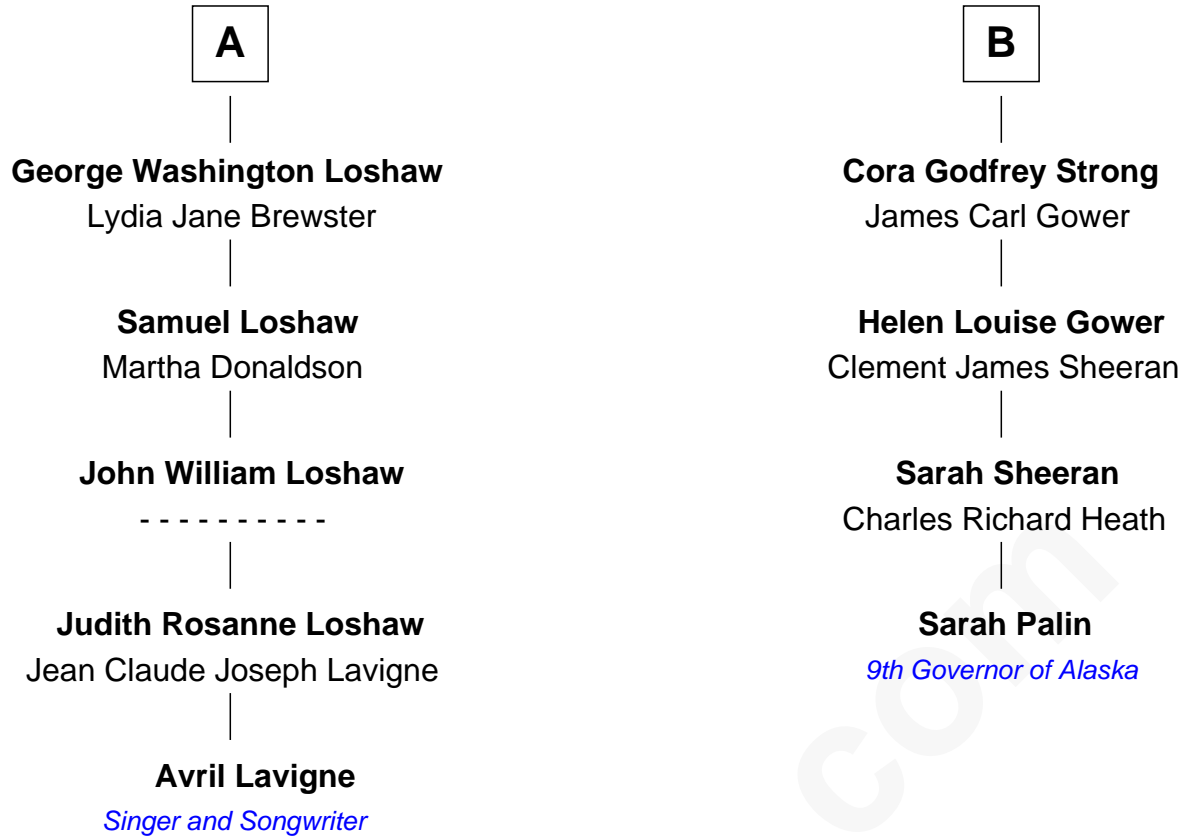 A
George Washington Loshaw
Lydia Jane Brewster
Samuel Loshaw
Martha Donaldson
John William Loshaw
- - - - - - - - - -
Judith Rosanne Loshaw
Jean Claude Joseph Lavigne
Avril Lavigne
Singer and Songwriter
B
Cora Godfrey Strong
James Carl Gower
Helen Louise Gower
Clement James Sheeran
Sarah Sheeran
Charles Richard Heath
Sarah Palin
9th Governor of Alaska
com